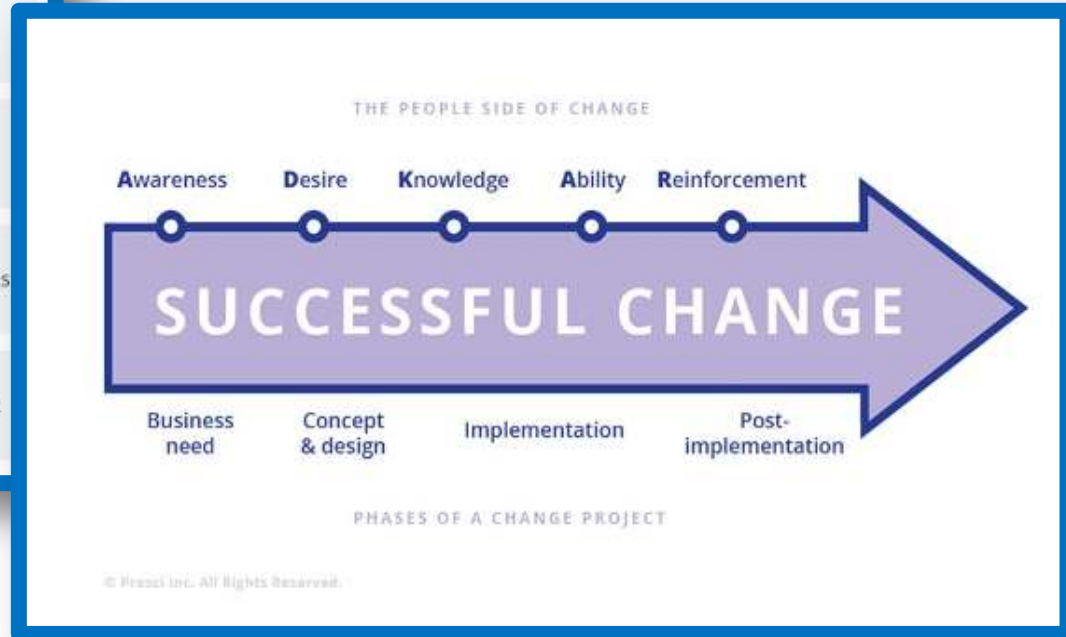 THE PEOPLE SIDE OF CHANGE
Awareness Desire Knowledge Ability Reinforcement
SUCCESSFUL CHANGE
Business need
Concept & design
Implementation
Post-implementation
PHASES OF A CHANGE PROJECT
© Prosci Inc. All Rights Reserved.